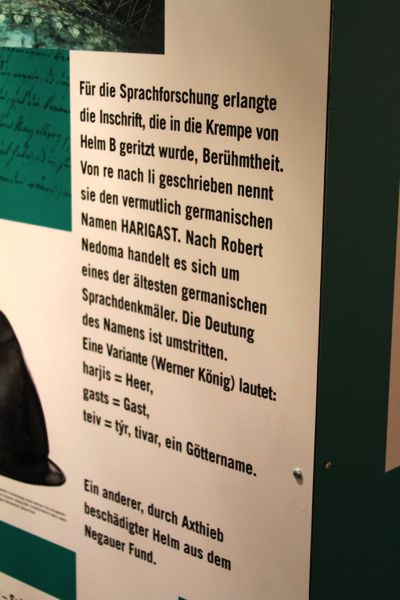 Für die Sprachforschung erlangte
die Inschrift, die in die Krempe von
Helm B geritzt wurde, Berühmtheit.
Von re nach li geschrieben nennt
sie den vermutlich germanischen
Namen HARIGAST. Nach Robert
Nedoma handelt es sich um
eines der ältesten germanischen
Sprachdenkmäler. Die Deutung
des Namens ist umstritten.
Eine Variante (Werner König) lautet:
harjis = Heer,
gasts = Gast,
teiv = týr, tivar, ein Göttername.
Ein anderer, durch Axthieb
beschädigter Helm aus dem
Negauer Fund.